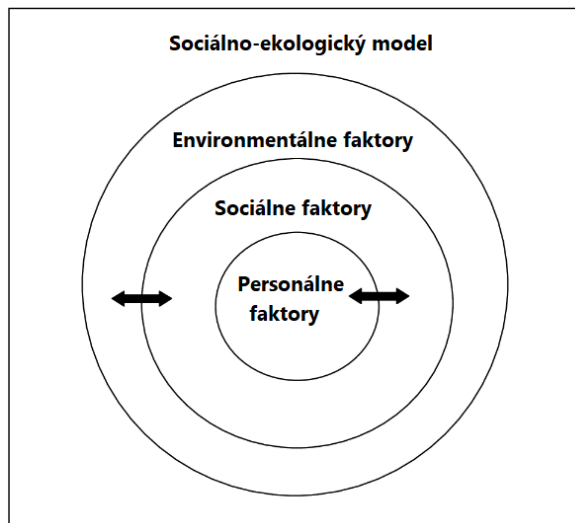 Sociálno-ekologický model
Environmentálne faktory
Sociálne faktory
Personálne
faktory